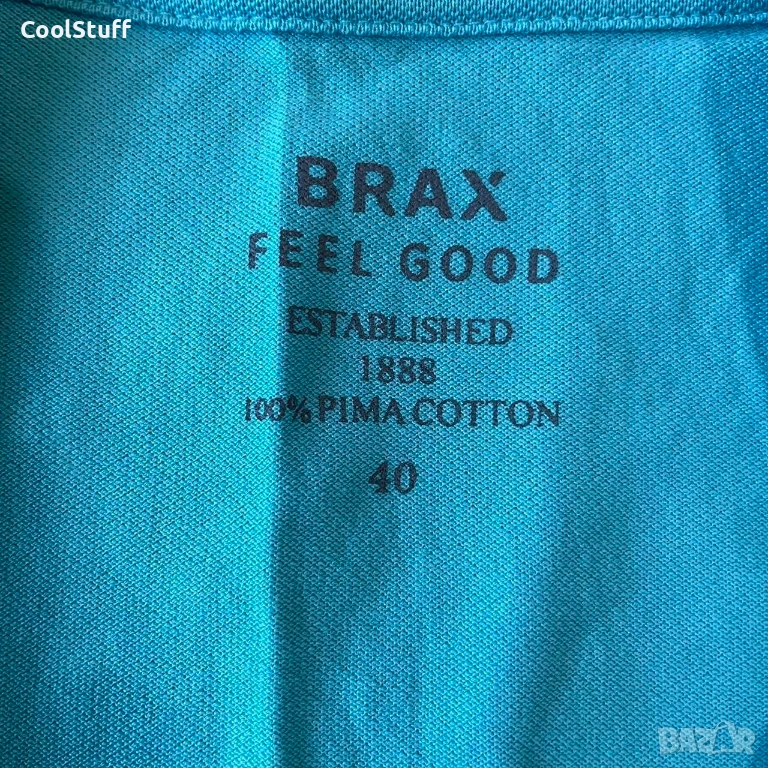 CoolStuff
BRAX
FEEL GOOD
ESTABLISHED
1888
100% PIMA COTTON
40
BAZAR